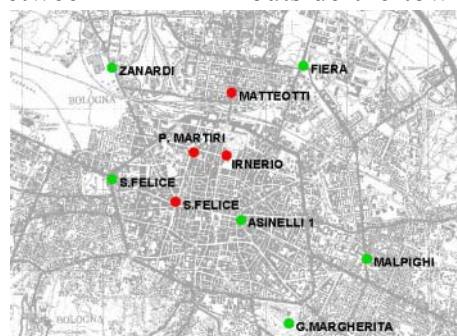 ZANARDI
FIERA
MATTEOTTI
BOLOGNA
P. MARTIRI
IRNERIO
S.FELICE
S.FELICE
ASINELLI 1
MALPIGHI
BOLOGNA
G.MARGHERITA